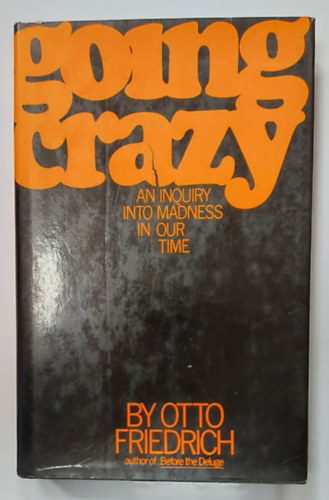 going
crazy
AN INQUIRY
INTO MADNESS
IN OUR
TIME
BY OTTO
FRIEDRICH
author of Before the Deluge